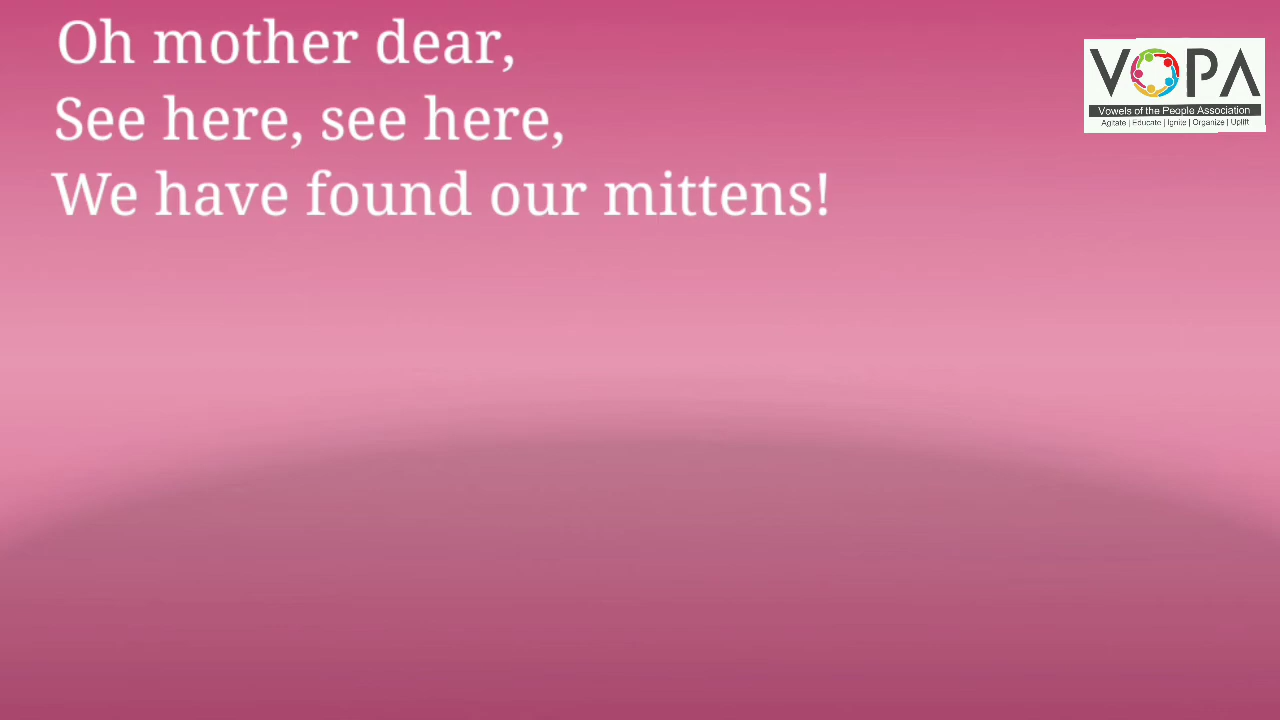 Oh mother dear,
See here, see here,
We have found our mittens!
VOPA
Vowels of the People Association
Agitate | Educate | Ignite | Organize | Uplift